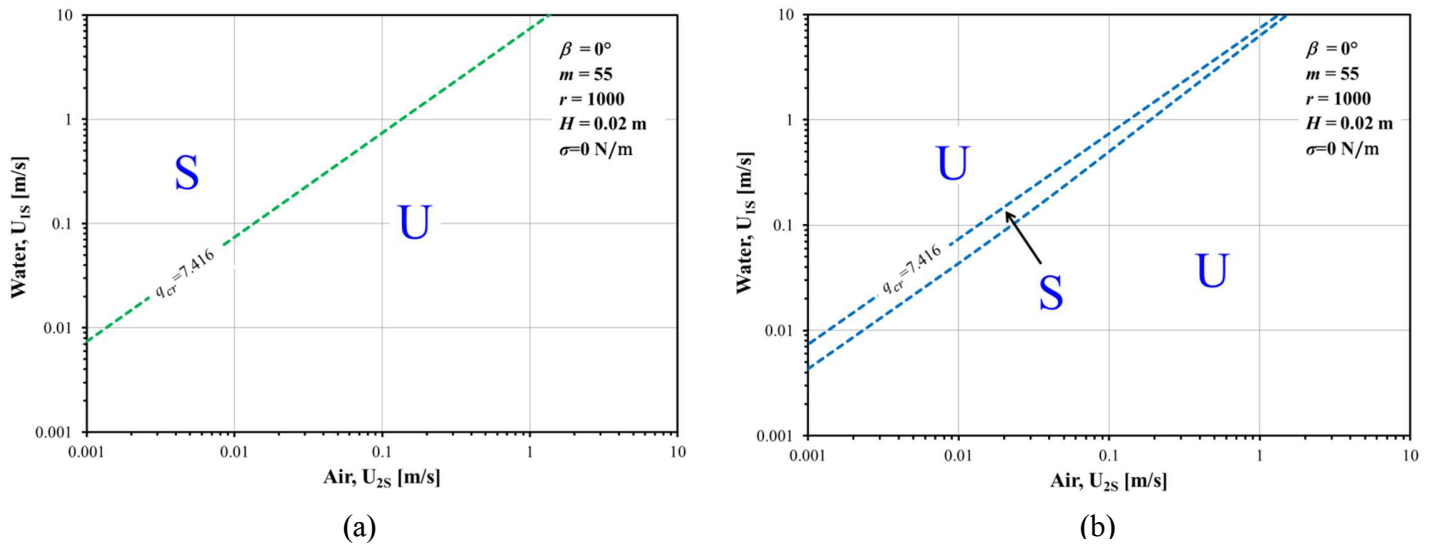 10
1
0.1
0.01
0.001
Water, U1S [m/s]
β = 0°
m = 55
r = 1000
H = 0.02 m
σ=0 N/m
S
U
qcr=7.416
0.001
0.01
0.1
1
10
Air, U2S [m/s]
(a)
10
1
0.1
0.01
0.001
Water, U1S [m/s]
β = 0°
m = 55
r = 1000
H = 0.02 m
σ=0 N/m
U
U
S
qcr=7.416
0.001
0.01
0.1
1
10
Air, U2S [m/s]
(b)